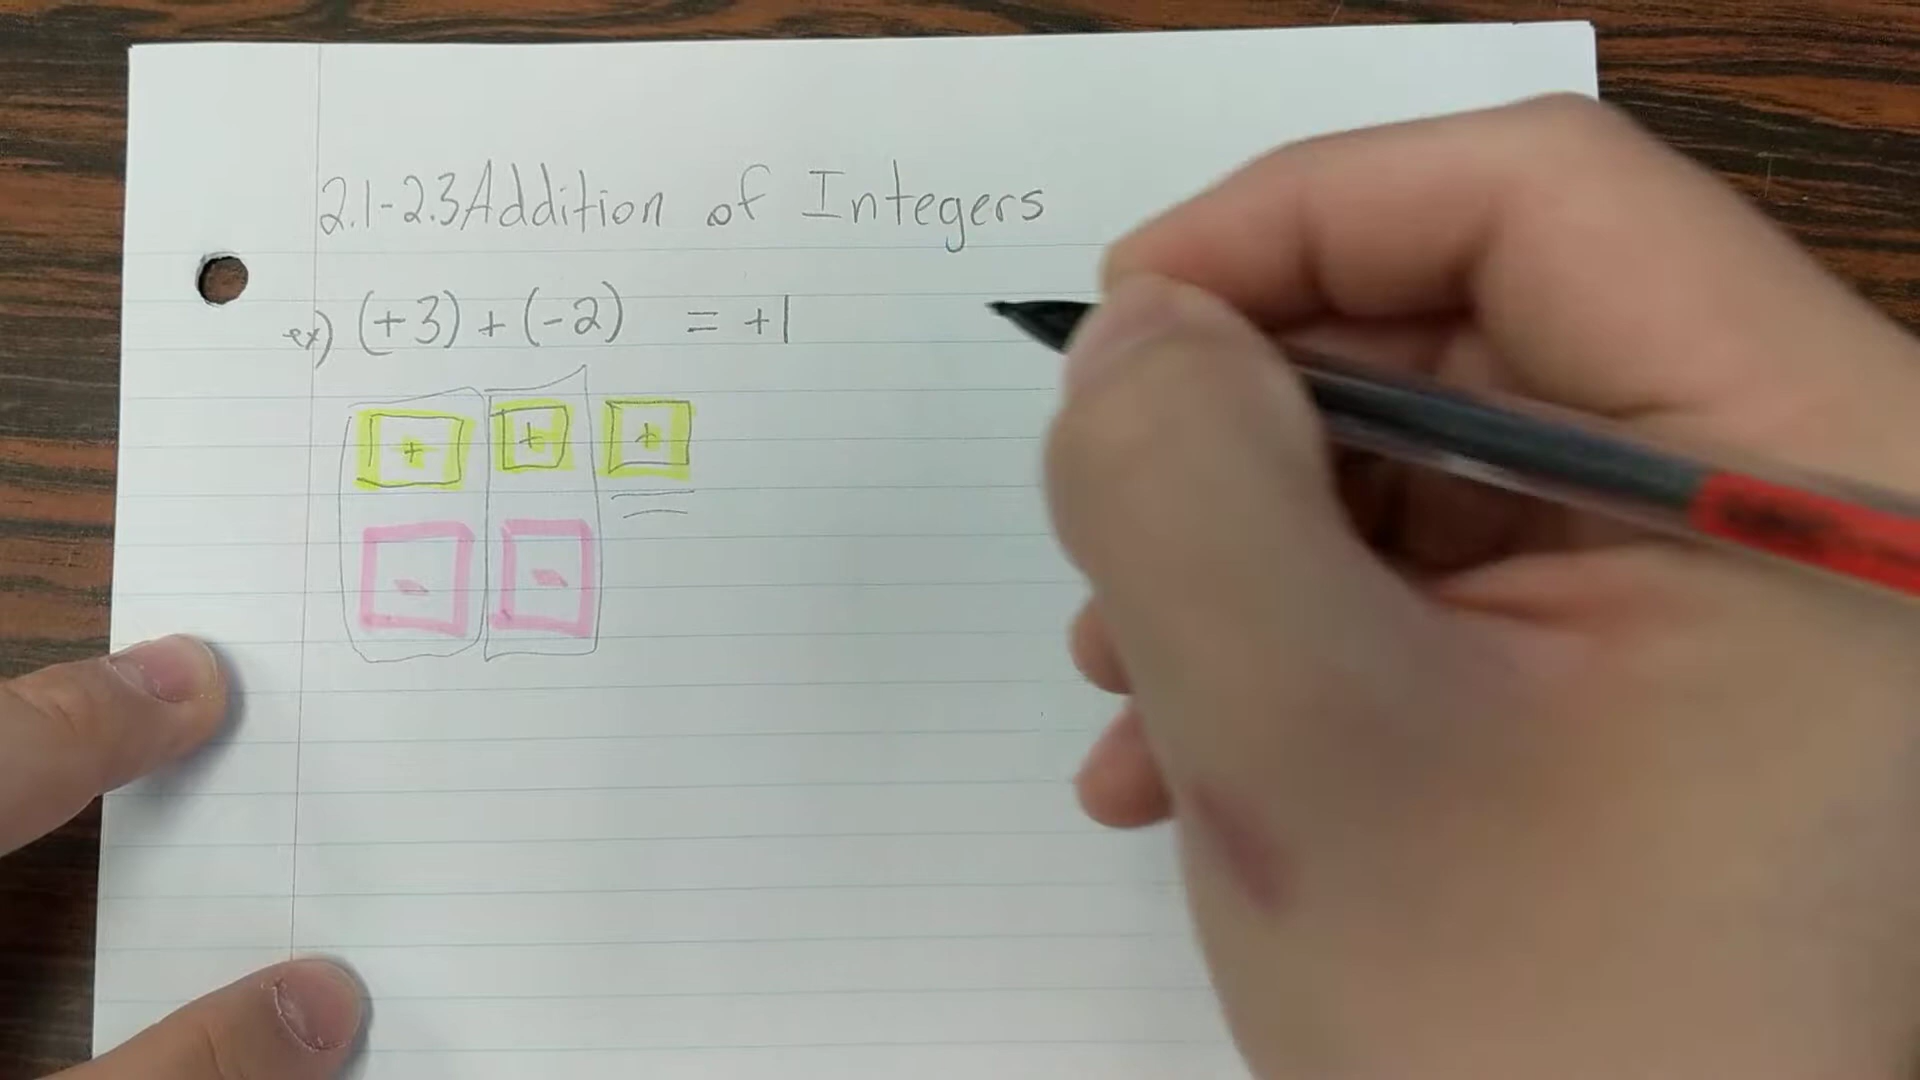 2.1-2.3 Addition of Integers
ex) (+3) + (-2) = +1
+ + +
- -